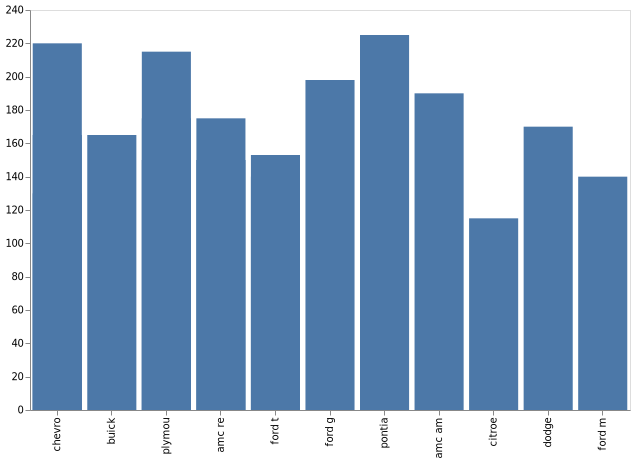 240
220
200
180
160
140
120
100
80
60
40
20
0
chevro
buick
plymou
amc re
ford t
ford g
pontia
amc am
citroe
dodge
ford m